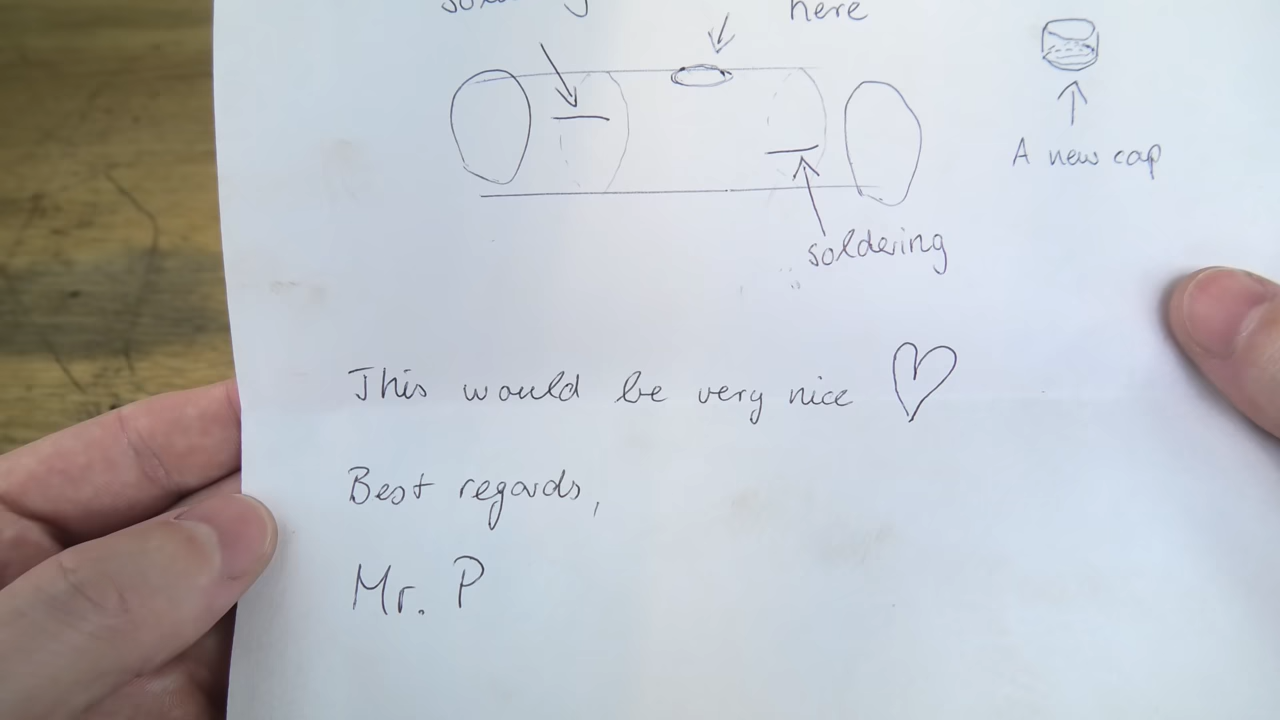 here
A new cap
soldering
This would be very nice ♡
Best regards,
Mr. P